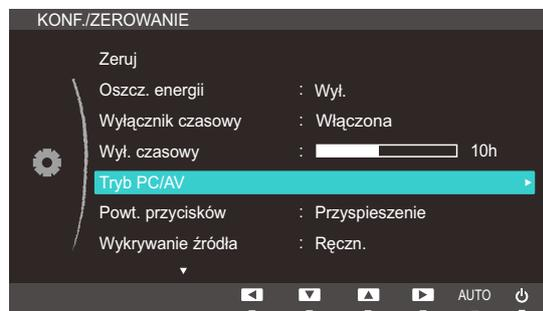 KONF./ZEROWANIE
Zeruj
Oszcz. energii : Wył.
Wyłącznik czasowy : Włączona
Wył. czasowy : 10h
Tryb PC/AV
Powt. przycisków : Przyspieszenie
Wykrywanie źródła : Ręczn.
AUTO